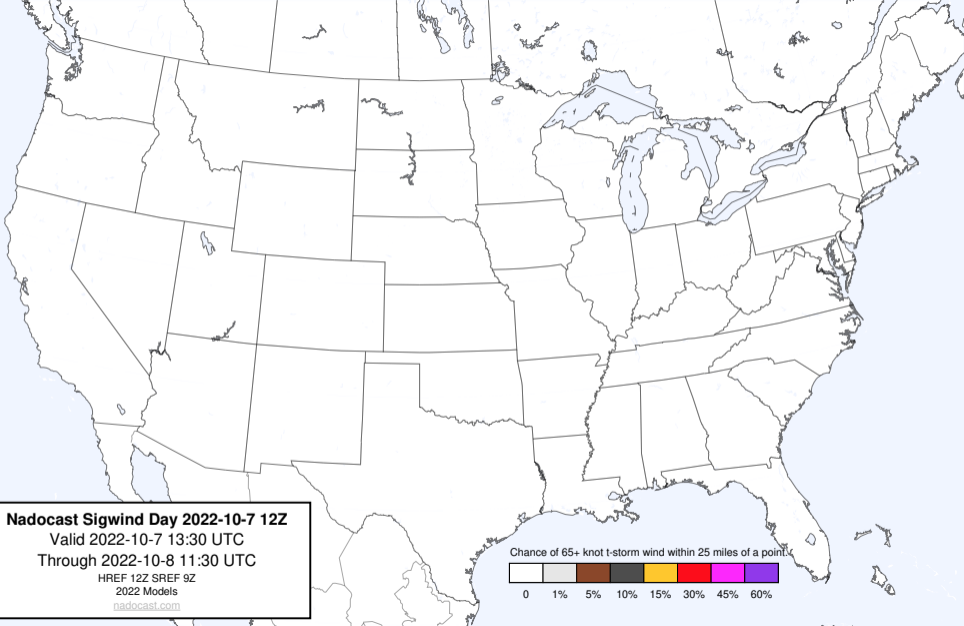 Nadocast Sigwind Day 2022-10-7 12Z
Valid 2022-10-7 13:30 UTC
Through 2022-10-8 11:30 UTC
HREF 12Z SREF 9Z
2022 Models
nadocast.com
Chance of 65+ knot t-storm wind within 25 miles of a point.
0 1% 5% 10% 15% 30% 45% 60%